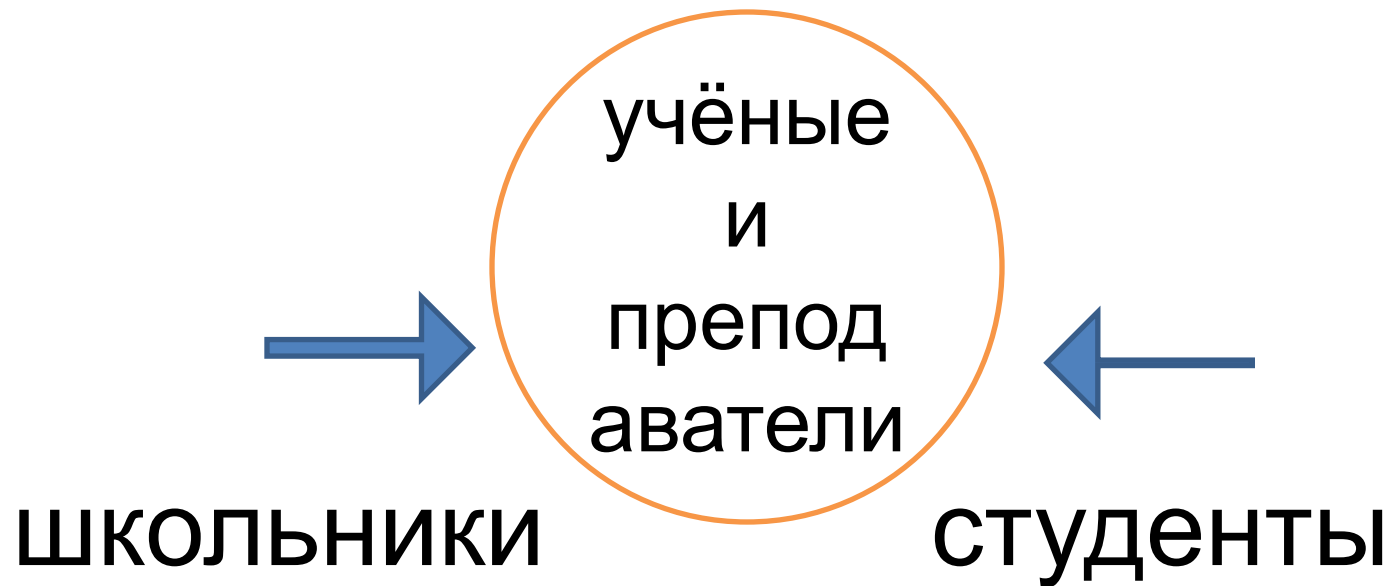 учёные
и
препод
аватели
школьники
студенты